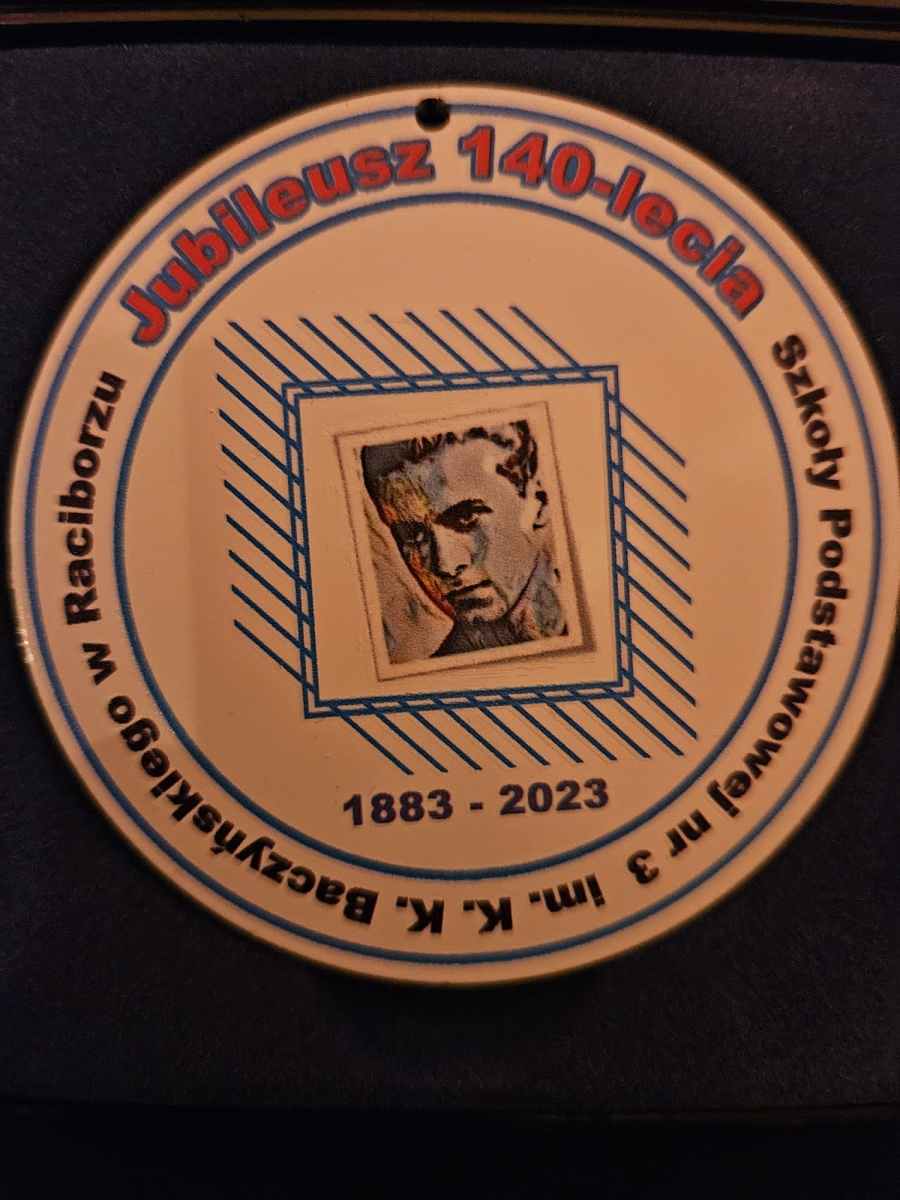 Jubileusz 140-lecia
Szkoły Podstawowej nr 3 im. K. K. Baczyńskiego w Raciborzu
1883 - 2023